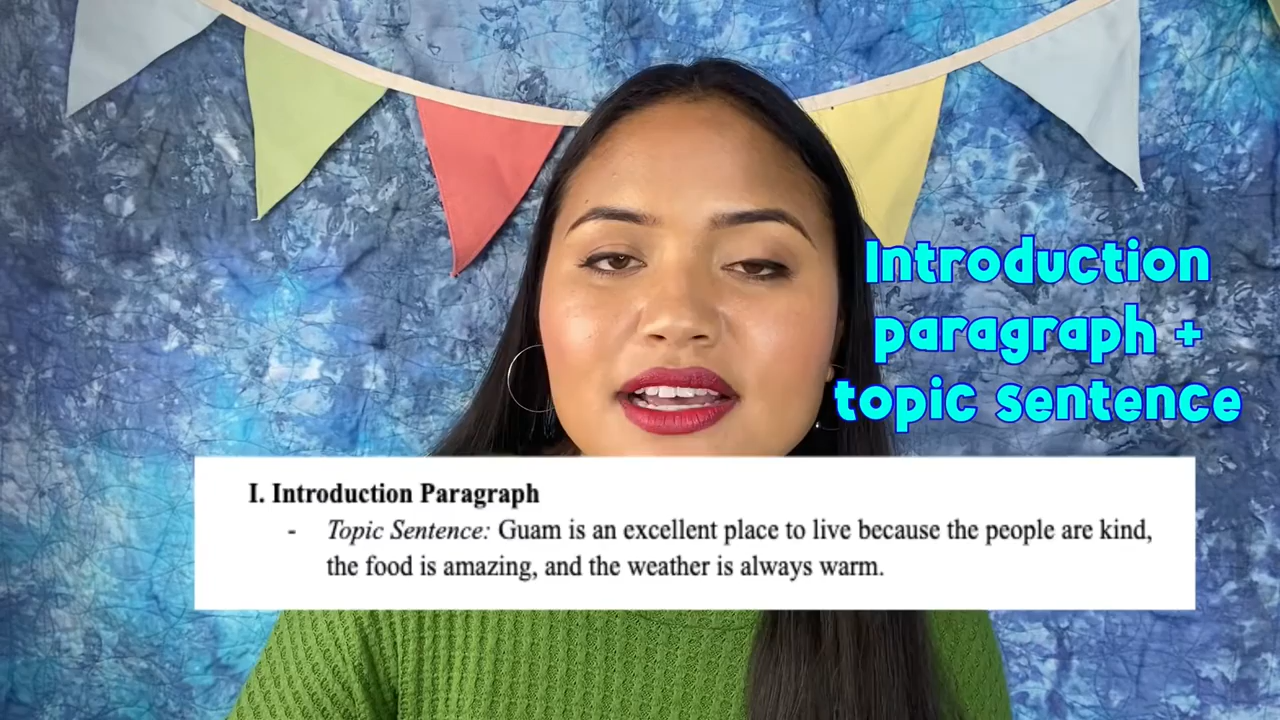 Introduction
paragraph +
topic sentence
I. Introduction Paragraph
- Topic Sentence: Guam is an excellent place to live because the people are kind,
the food is amazing, and the weather is always warm.